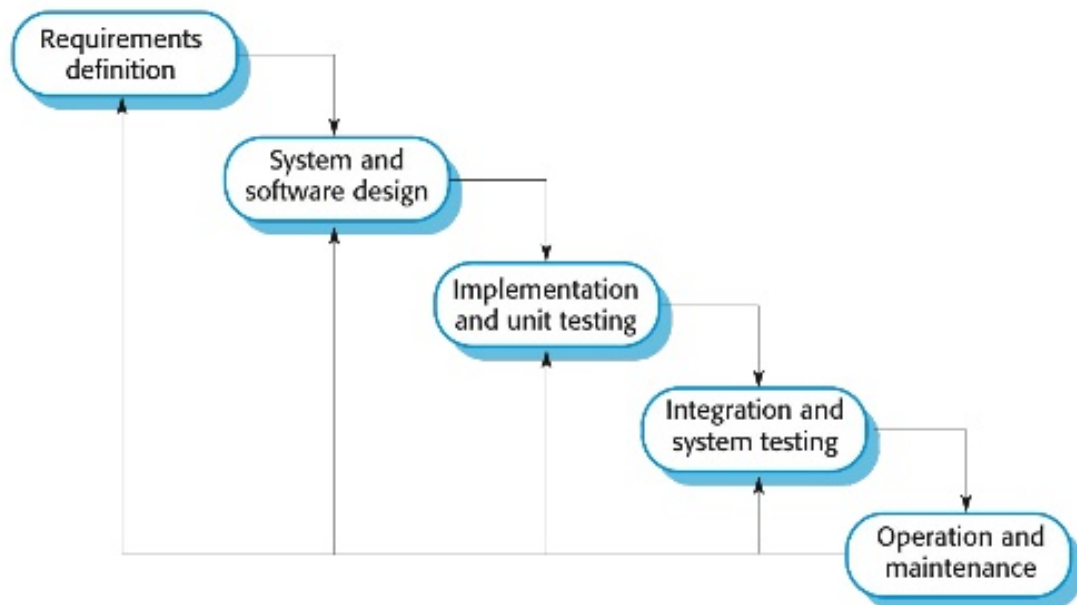 Requirements
definition
System and
software design
Implementation
and unit testing
Integration and
system testing
Operation and
maintenance